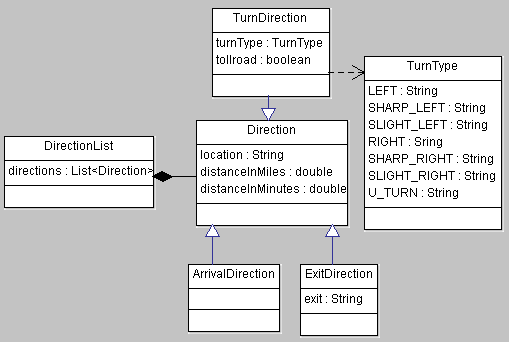 TurnDirection
turnType : TurnType
tollroad : boolean
TurnType
LEFT : String
SHARP_LEFT : String
SLIGHT_LEFT : String
RIGHT : Sring
SHARP_RIGHT : String
SLIGHT_RIGHT : String
U_TURN : String
Direction
location : String
distanceInMiles : double
distanceInMinutes : double
DirectionList
directions : List<Direction>
ArrivalDirection
ExitDirection
exit : String